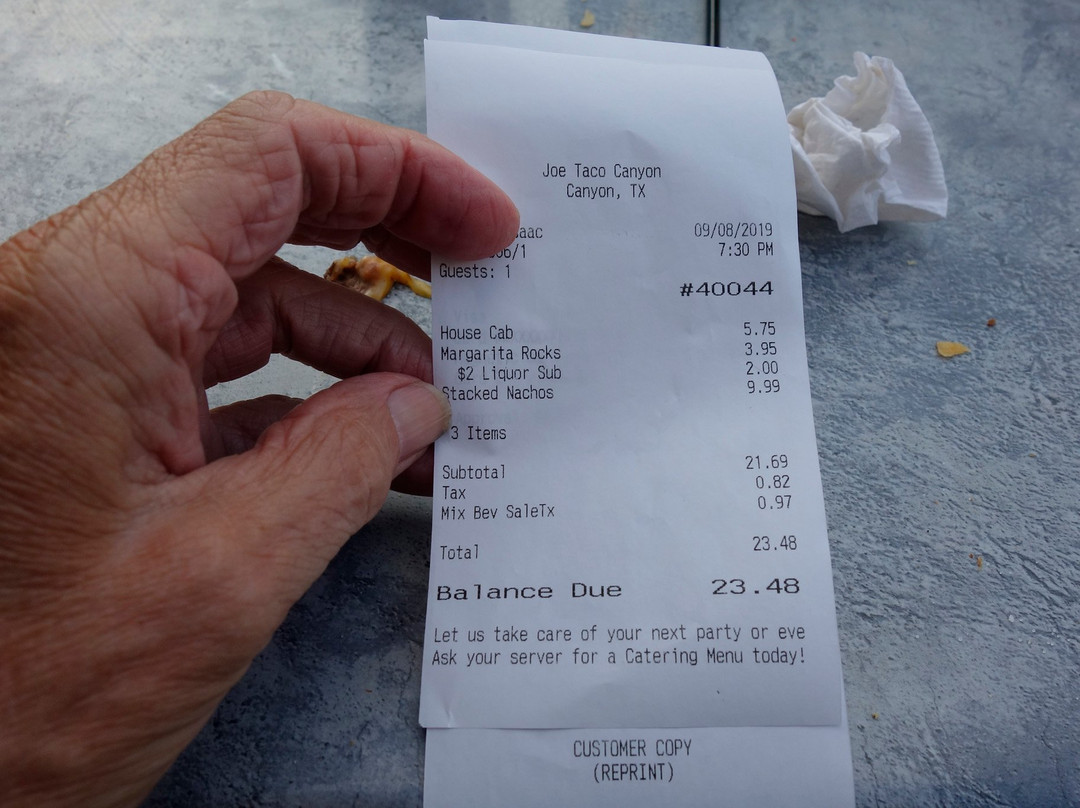 Joe Taco Canyon
Canyon, TX
09/08/2019
7:30 PM
Guests: 1
#40044
House Cab 5.75
Margarita Rocks 3.95
$2 Liquor Sub 2.00
Stacked Nachos 9.99
3 Items
Subtotal 21.69
Tax 0.82
Mix Bev SaleTx 0.97
Total 23.48
Balance Due 23.48
Let us take care of your next party or eve
Ask your server for a Catering Menu today!
CUSTOMER COPY
(REPRINT)